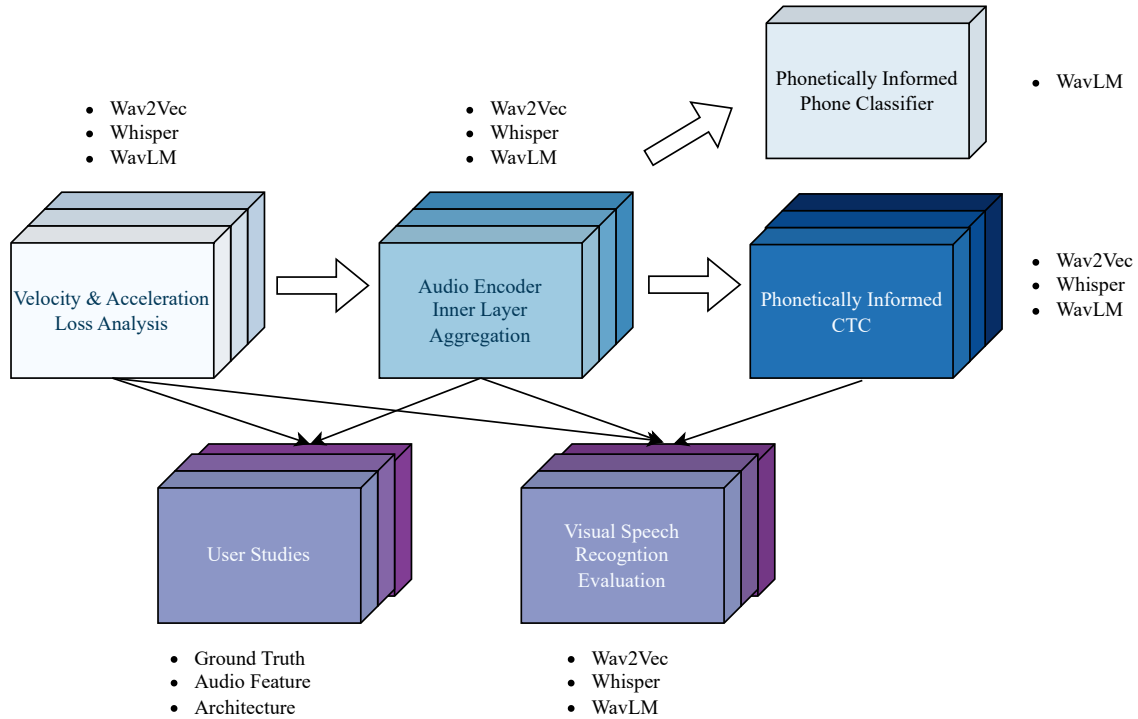 Phonetically Informed
Phone Classifier
• WavLM
• Wav2Vec
• Whisper
• WavLM
• Wav2Vec
• Whisper
• WavLM
Velocity & Acceleration
Loss Analysis
Audio Encoder
Inner Layer
Aggregation
Phonetically Informed
CTC
• Wav2Vec
• Whisper
• WavLM
User Studies
Visual Speech
Recogntion
Evaluation
• Ground Truth
• Audio Feature
• Architecture
• Wav2Vec
• Whisper
• WavLM